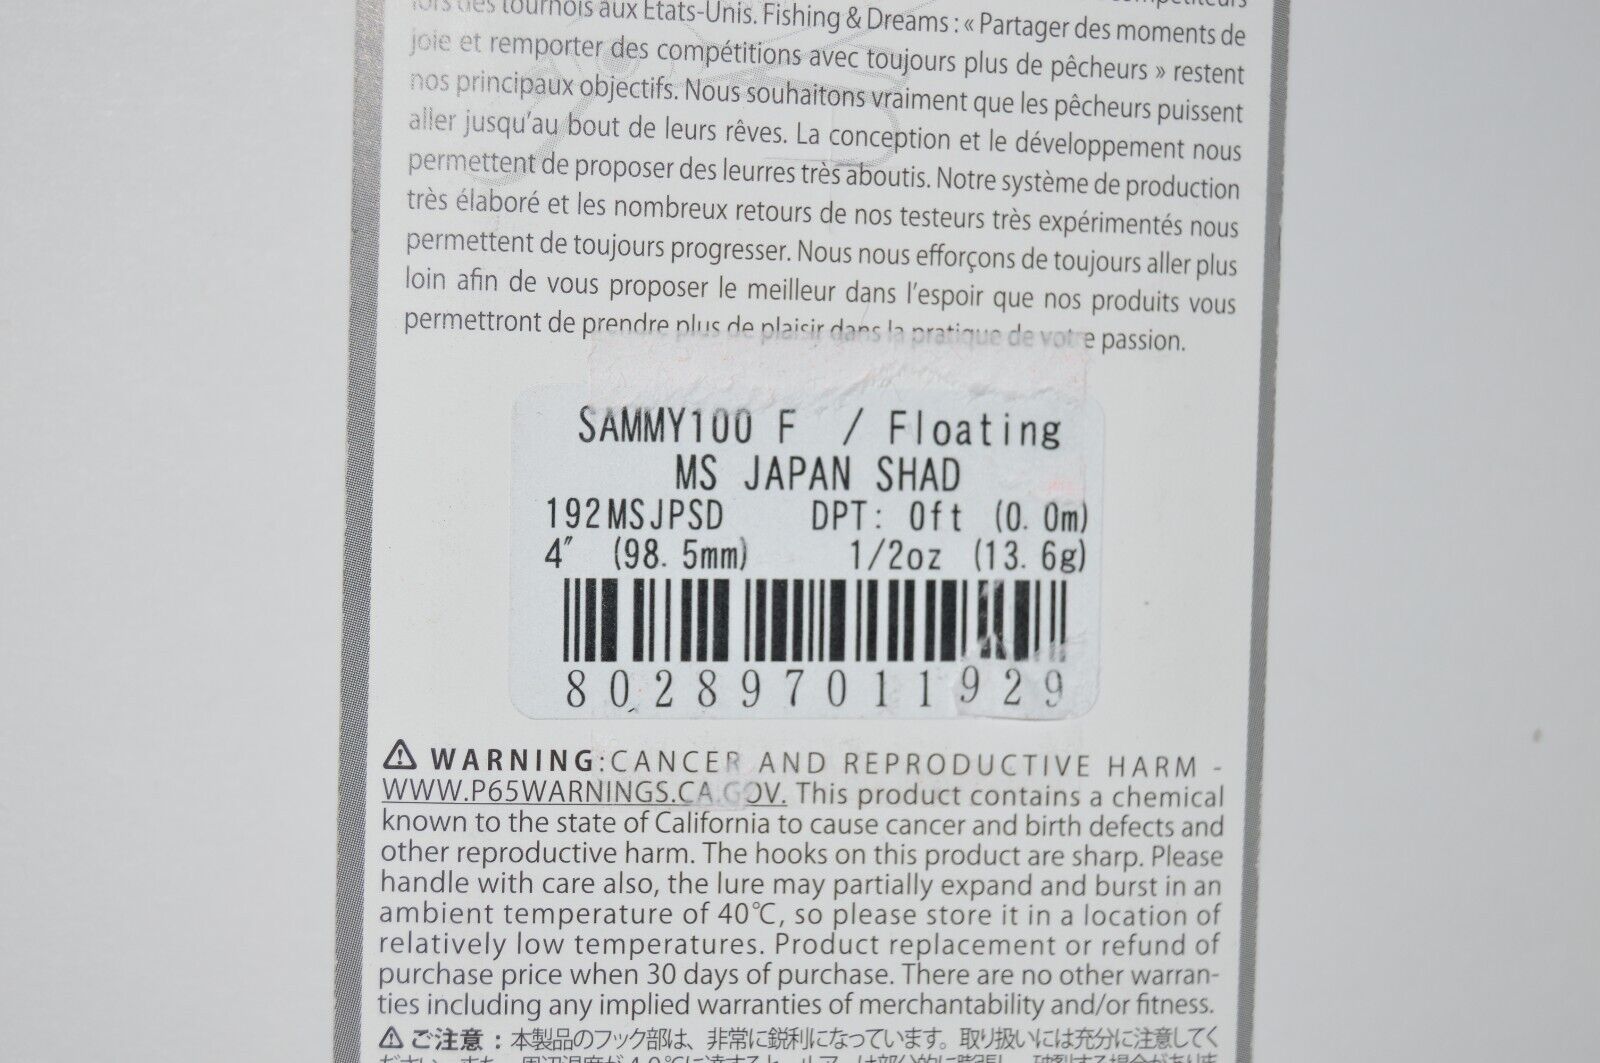 lors des tournois aux Etats-Unis. Fishing & Dreams : « Partager des moments de
joie et remporter des compétitions avec toujours plus de pêcheurs » restent
nos principaux objectifs. Nous souhaitons vraiment que les pêcheurs puissent
aller jusqu'au bout de leurs rêves. La conception et le développement nous
permettent de proposer des leurres très aboutis. Notre système de production
très élaboré et les nombreux retours de nos testeurs très expérimentés nous
permettent de toujours progresser. Nous nous efforçons de toujours aller plus
loin afin de vous proposer le meilleur dans l'espoir que nos produits vous
permettront de prendre plus de plaisir dans la pratique de votre passion.
SAMMY100 F / Floating
MS JAPAN SHAD
192MSJPSD DPT: 0ft (0.0m)
4″ (98.5mm) 1/2oz (13.6g)
802897011929
⚠ WARNING:CANCER AND REPRODUCTIVE HARM -
WWW.P65WARNINGS.CA.GOV. This product contains a chemical
known to the state of California to cause cancer and birth defects and
other reproductive harm. The hooks on this product are sharp. Please
handle with care also, the lure may partially expand and burst in an
ambient temperature of 40℃, so please store it in a location of
relatively low temperatures. Product replacement or refund of
purchase price when 30 days of purchase. There are no other warran-
ties including any implied warranties of merchantability and/or fitness.
⚠ ご注意：本製品のフック部は、非常に鋭利になっています。取り扱いには充分に注意してく